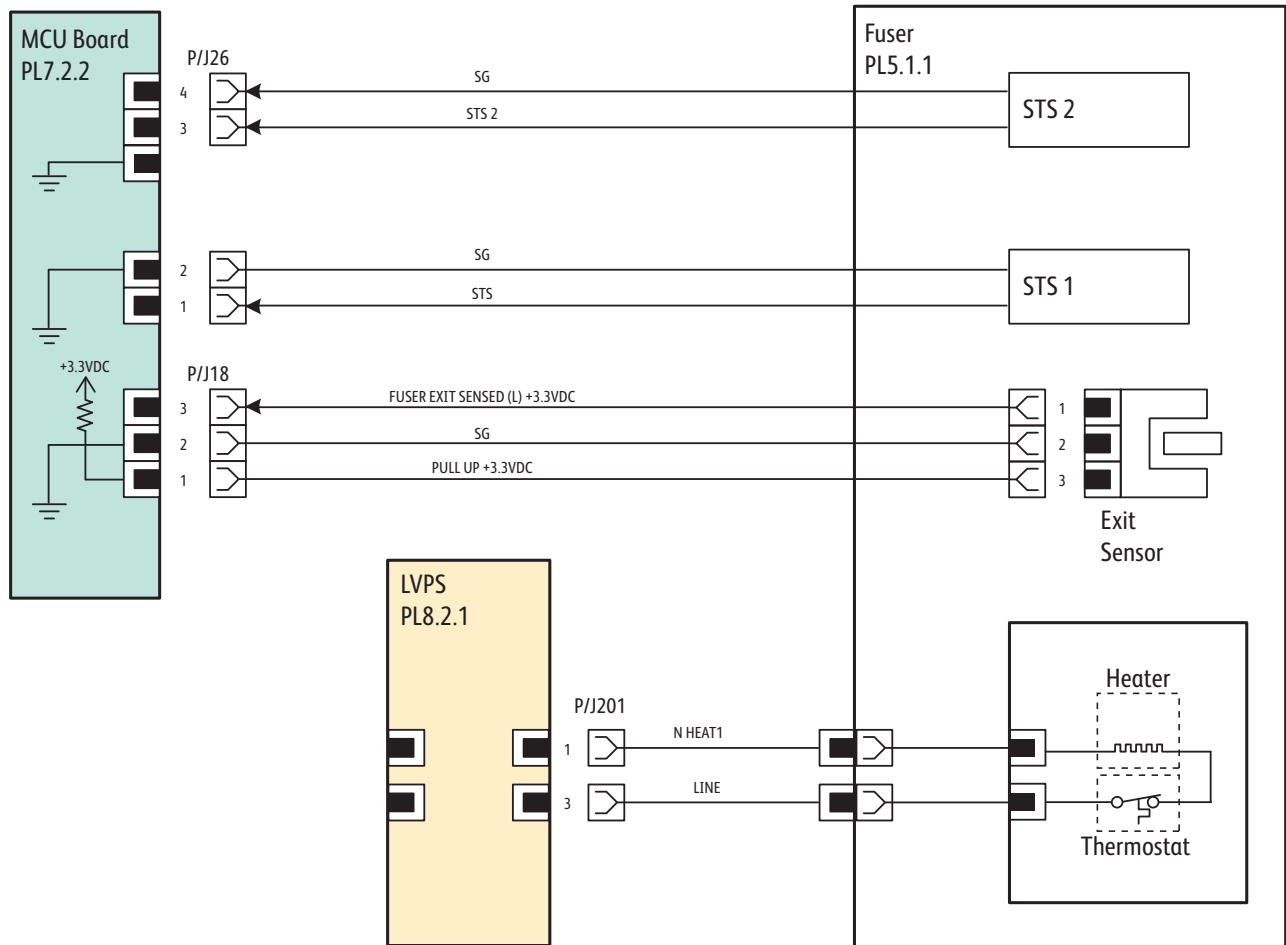 MCU Board
PL7.2.2
P/J26
4
3
SG
STS 2
Fuser
PL5.1.1
STS 2
2
1
SG
STS
STS 1
+3.3VDC
P/J18
3
2
1
FUSER EXIT SENSED (L) +3.3VDC
SG
PULL UP +3.3VDC
1
2
3
Exit
Sensor
LVPS
PL8.2.1
P/J201
1
3
N HEAT1
LINE
Heater
Thermostat